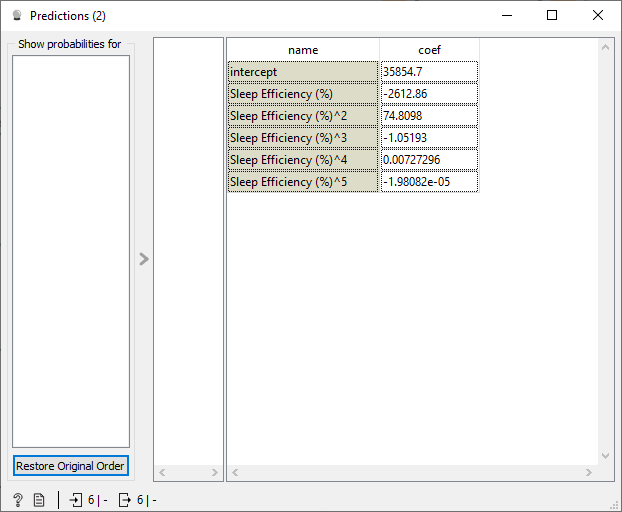 Predictions (2)
Show probabilities for
name coef
intercept 35854.7
Sleep Efficiency (%) -2612.86
Sleep Efficiency (%)^2 74.8098
Sleep Efficiency (%)^3 -1.05193
Sleep Efficiency (%)^4 0.00727296
Sleep Efficiency (%)^5 -1.98082e-05
Restore Original Order
? 6 | - 6 | -